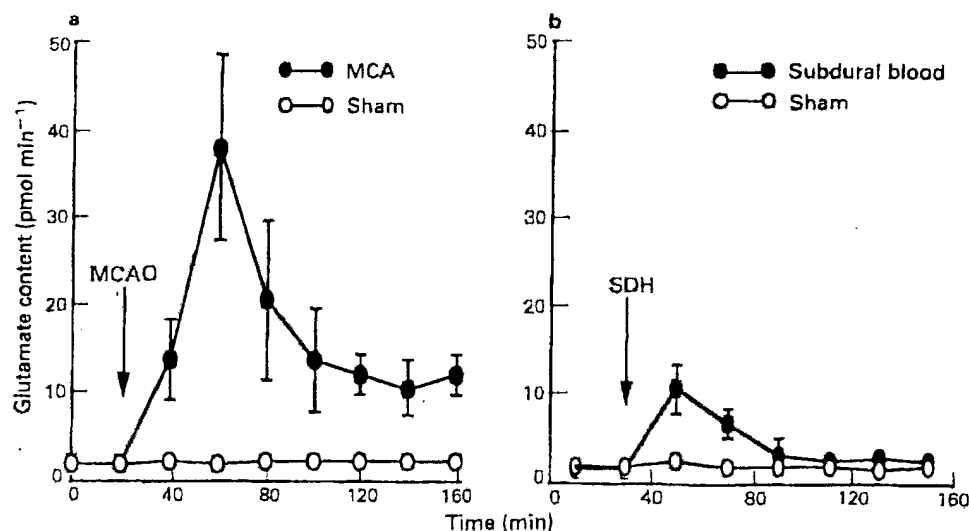 a
50
40
30
20
10
0
Glutamate content (pmol min⁻¹)
MCA
Sham
MCAO
0
40
80
120
160
b
50
40
30
20
10
0
Subdural blood
Sham
SDH
0
40
80
120
160
Time (min)